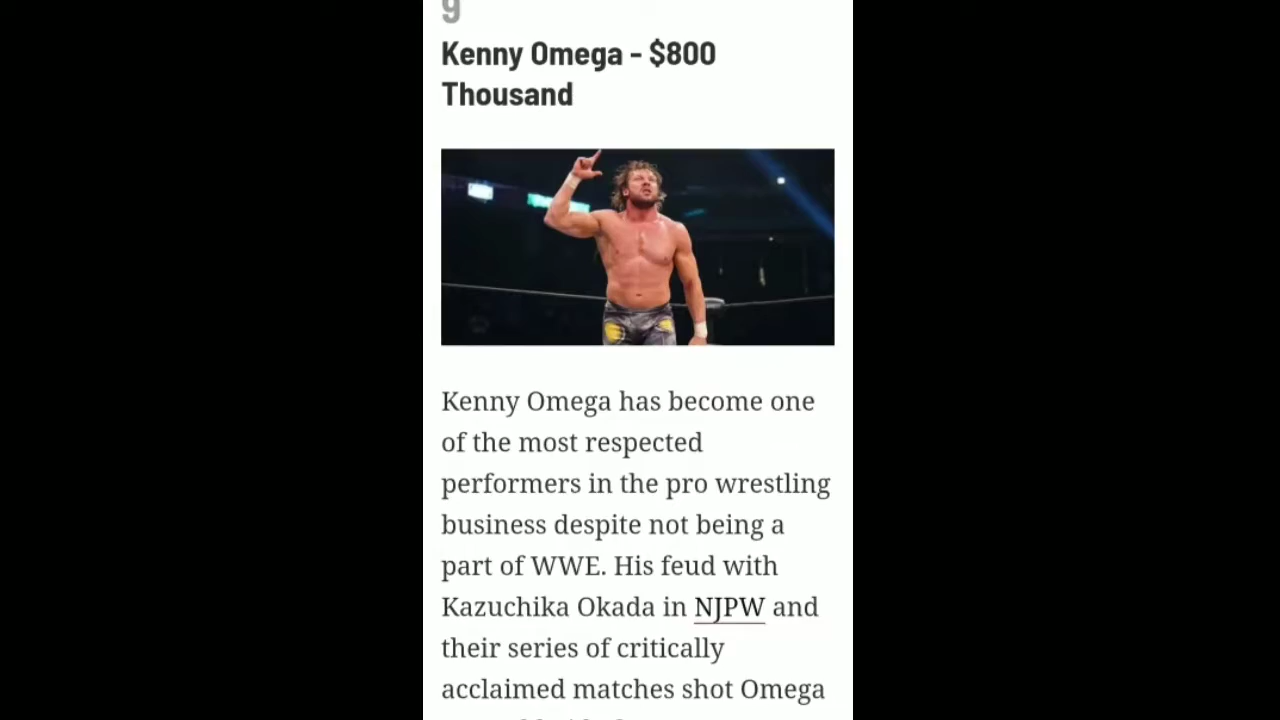 9
Kenny Omega - $800
Thousand
Kenny Omega has become one
of the most respected
performers in the pro wrestling
business despite not being a
part of WWE. His feud with
Kazuchika Okada in NJPW and
their series of critically
acclaimed matches shot Omega